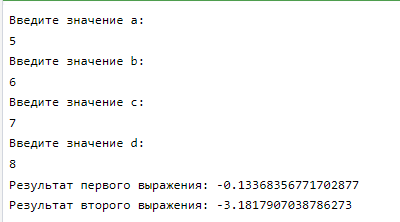 Введите значение a:
5
Введите значение b:
6
Введите значение c:
7
Введите значение d:
8
Результат первого выражения: -0.13368356771702877
Результат второго выражения: -3.1817907038786273